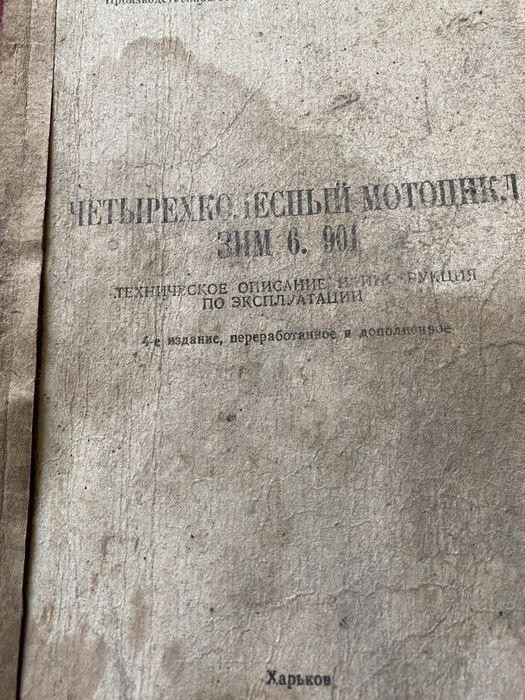 ЧЕТЫРЕХКОЛЕСНЫЙ МОТОЦИКЛ
ЗИМ 6. 901
ТЕХНИЧЕСКОЕ ОПИСАНИЕ И ИНСТРУКЦИЯ
ПО ЭКСПЛУАТАЦИИ
4-е издание, переработанное и дополненное
Харьков